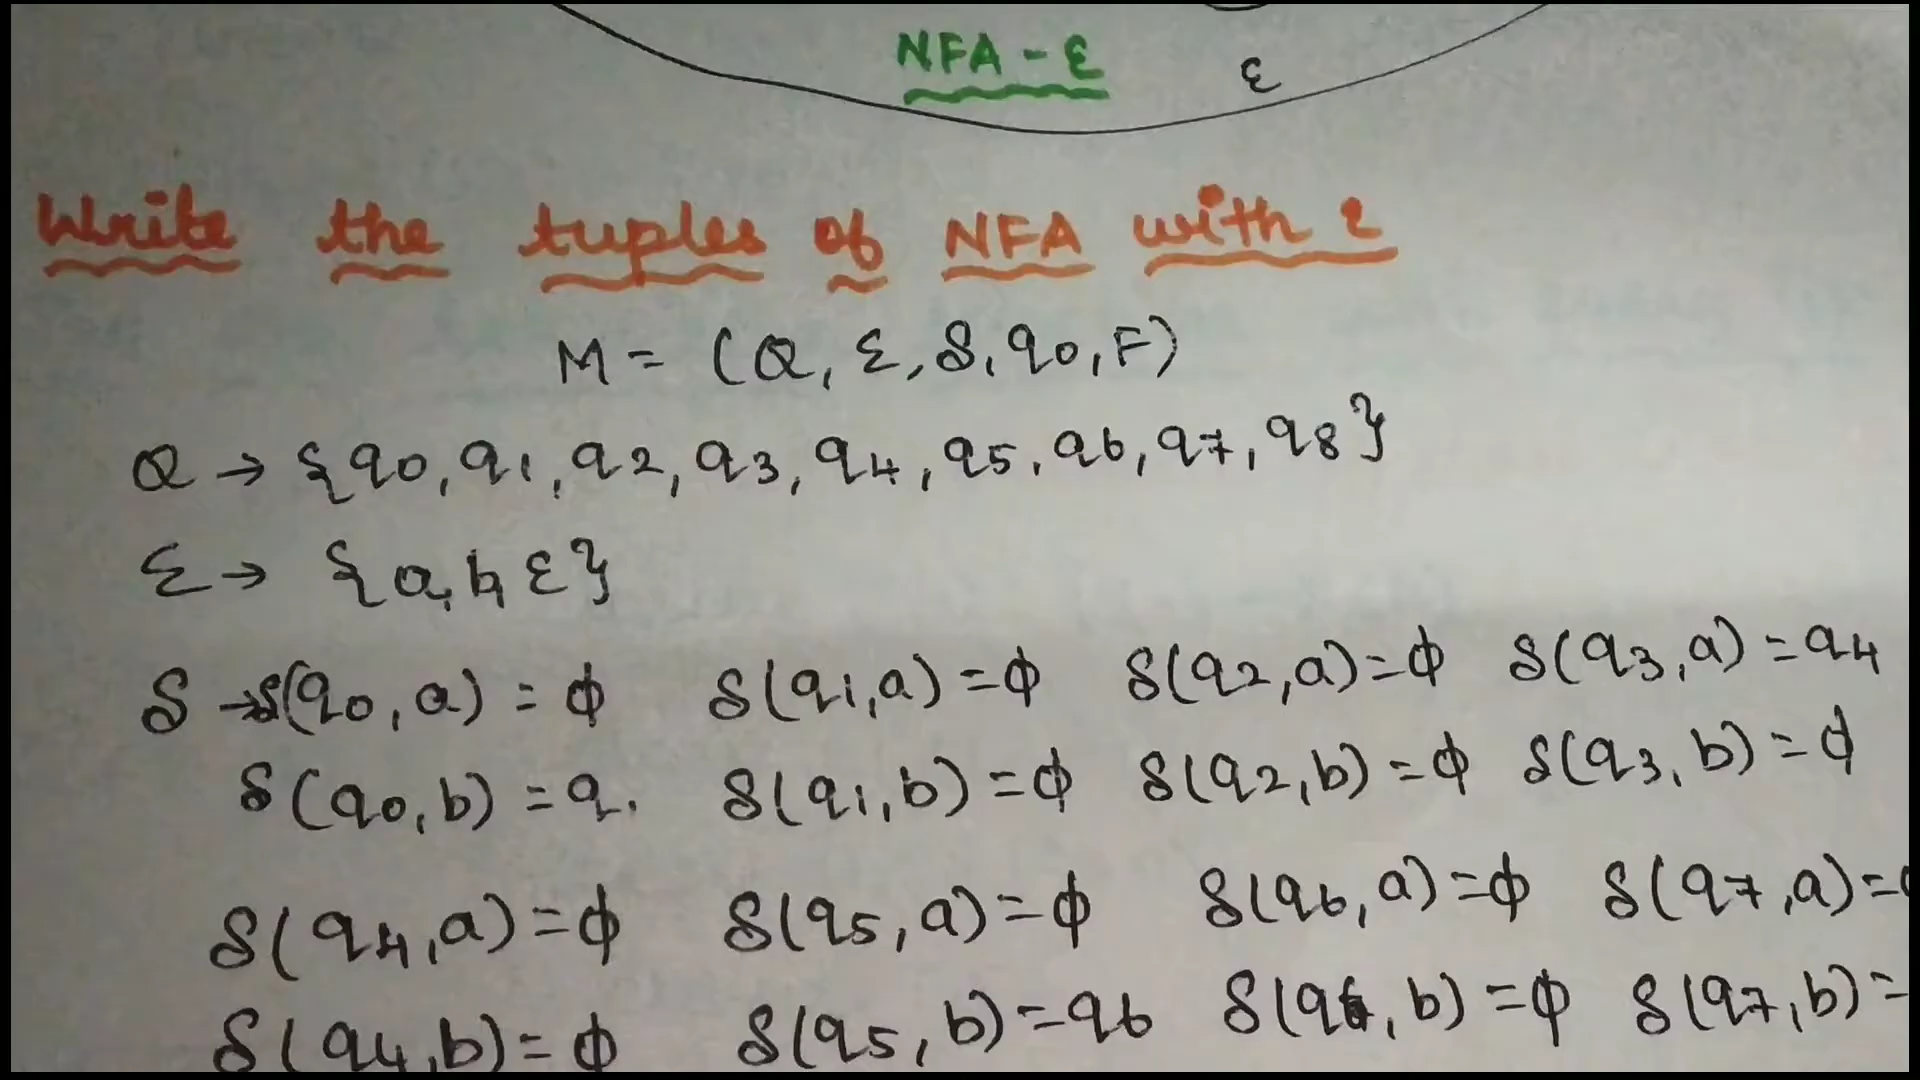 NFA - ε
ε
Write the tuples of NFA with ε
M = (Q, Σ, δ, q0, F)
Q → {q0, q1, q2, q3, q4, q5, q6, q7, q8}
Σ → {a, b, ε}
δ → δ(q0, a) = ϕ δ(q1, a) = ϕ δ(q2, a) = ϕ δ(q3, a) = q4
δ(q0, b) = q1 δ(q1, b) = ϕ δ(q2, b) = ϕ δ(q3, b) = ϕ
δ(q4, a) = ϕ δ(q5, a) = ϕ δ(q6, a) = ϕ δ(q7, a) =
δ(q4, b) = ϕ δ(q5, b) = q6 δ(q6, b) = ϕ δ(q7, b) =